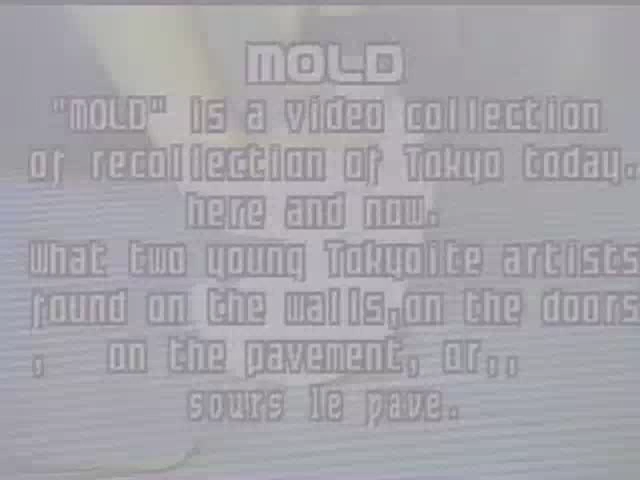 MOLD
"MOLD" is a video collection
of recollection of Tokyo today.
here and now.
What two young Tokyoite artists
found on the walls,on the doors
, on the pavement, or,,
sours le pave.